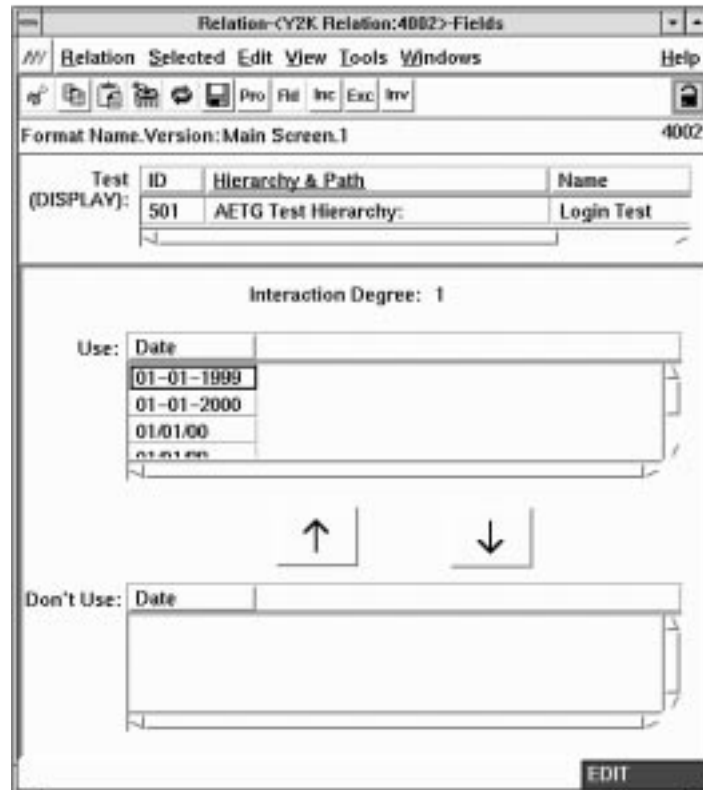 Relation-<Y2K Relation:4002>-Fields
Relation Selected Edit View Tools Windows Help
Pro Fld Inc Exc Inv
Format Name.Version:Main Screen.1 4002
Test (DISPLAY): ID Hierarchy & Path Name
501 AETG Test Hierarchy: Login Test
Interaction Degree: 1
Use: Date
01-01-1999
01-01-2000
01/01/00
Don't Use: Date
EDIT